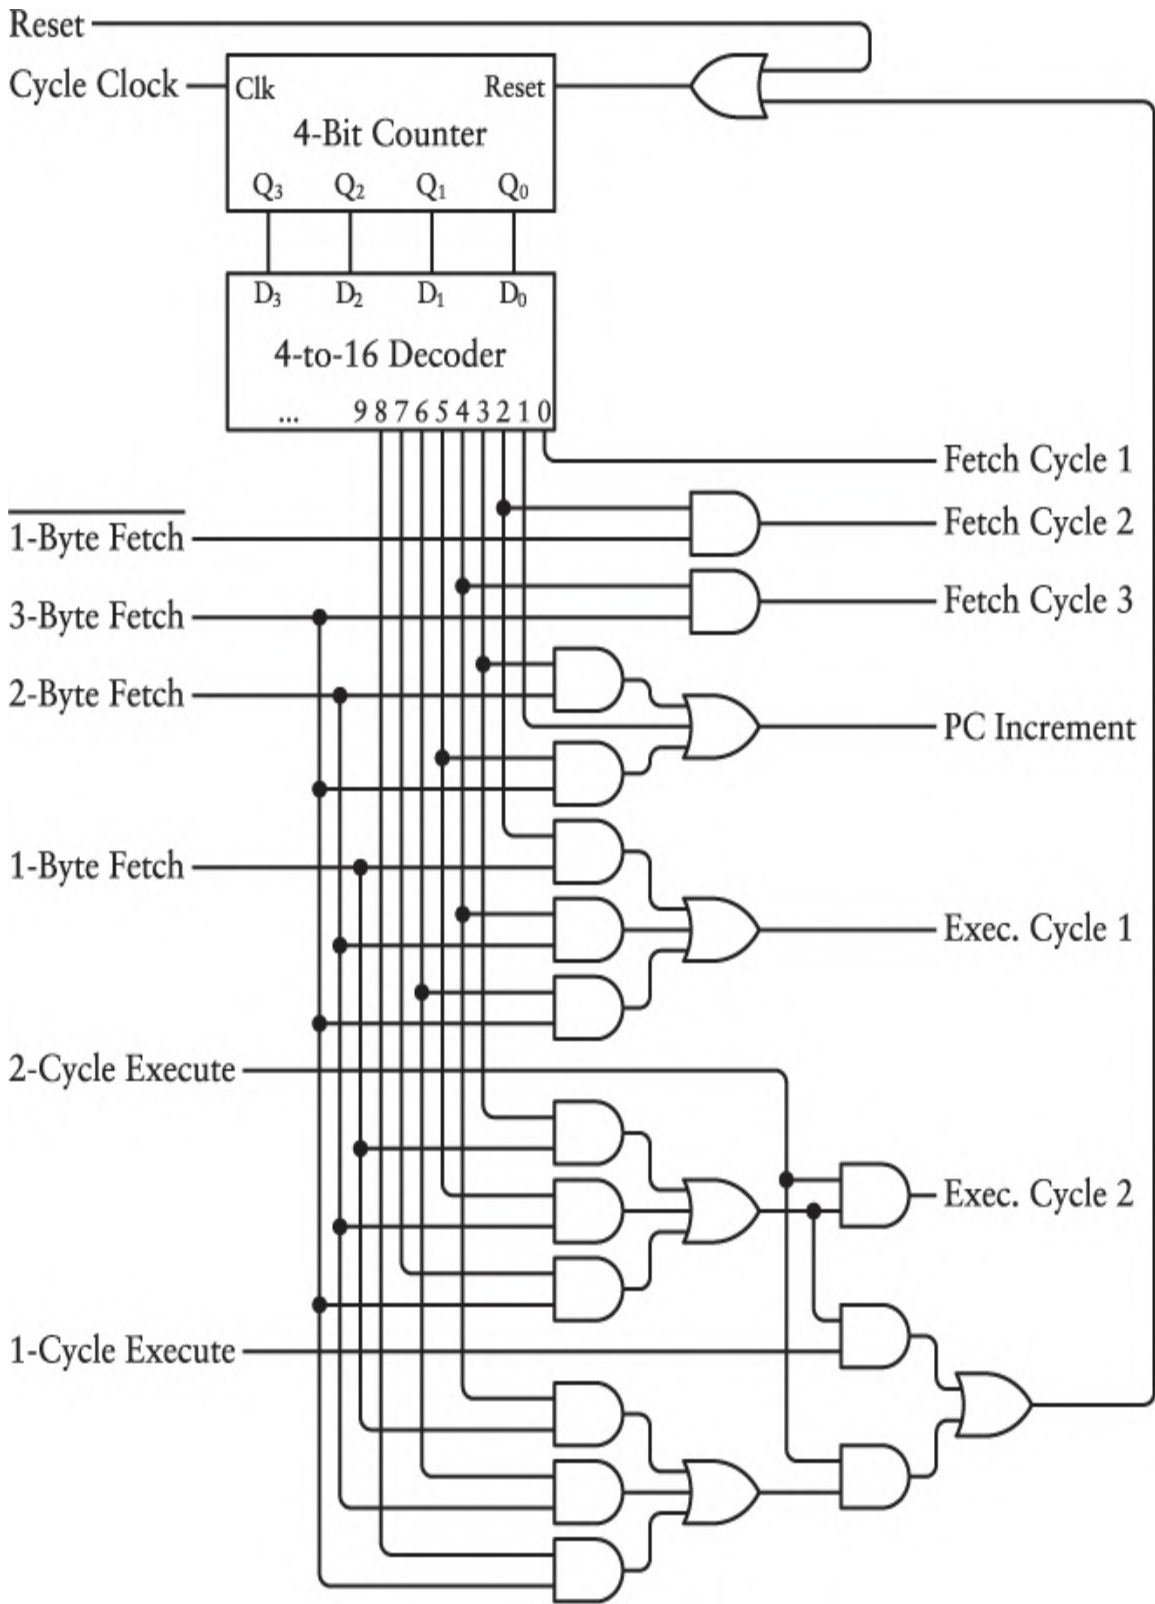 Reset
Cycle Clock
Clk
Reset
4-Bit Counter
Q₃ Q₂ Q₁ Q₀
D₃ D₂ D₁ D₀
4-to-16 Decoder
... 9 8 7 6 5 4 3 2 1 0
Fetch Cycle 1
Fetch Cycle 2
1-Byte Fetch
Fetch Cycle 3
3-Byte Fetch
2-Byte Fetch
PC Increment
1-Byte Fetch
Exec. Cycle 1
2-Cycle Execute
Exec. Cycle 2
1-Cycle Execute